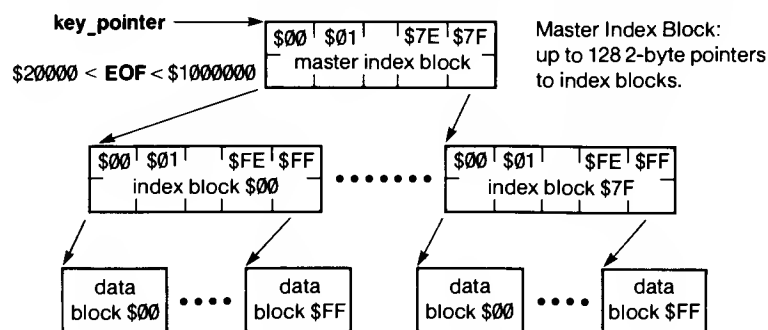 key_pointer
$00 $01 $7E $7F
master index block
$20000 < EOF < $1000000
Master Index Block:
up to 128 2-byte pointers
to index blocks.
$00 $01 $FE $FF
index block $00
$00 $01 $FE $FF
index block $7F
data
block $00
data
block $FF
data
block $00
data
block $FF